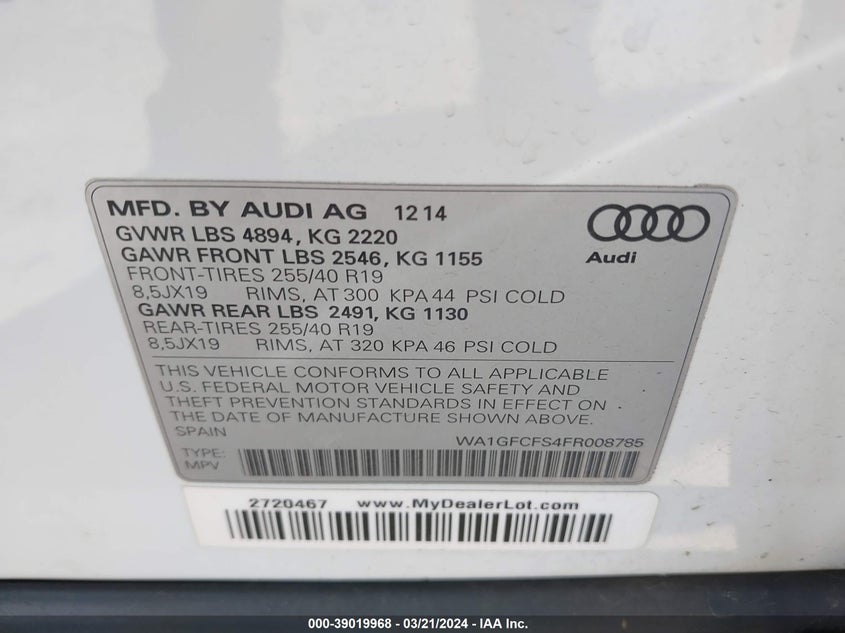 MFD. BY AUDI AG 12 14
GVWR LBS 4894, KG 2220
GAWR FRONT LBS 2546, KG 1155
FRONT-TIRES 255/40 R19
8,5JX19 RIMS, AT 300 KPA 44 PSI COLD
GAWR REAR LBS 2491, KG 1130
REAR-TIRES 255/40 R19
8,5JX19 RIMS, AT 320 KPA 46 PSI COLD
Audi
THIS VEHICLE CONFORMS TO ALL APPLICABLE
U.S. FEDERAL MOTOR VEHICLE SAFETY AND
THEFT PREVENTION STANDARDS IN EFFECT ON
THE DATE OF MANUFACTURE SHOWN ABOVE.
SPAIN WA1GFCFS4FR008785
TYPE:
MPV
2720467 www.MyDealerLot.com
000-39019968 - 03/21/2024 - IAAI.COM